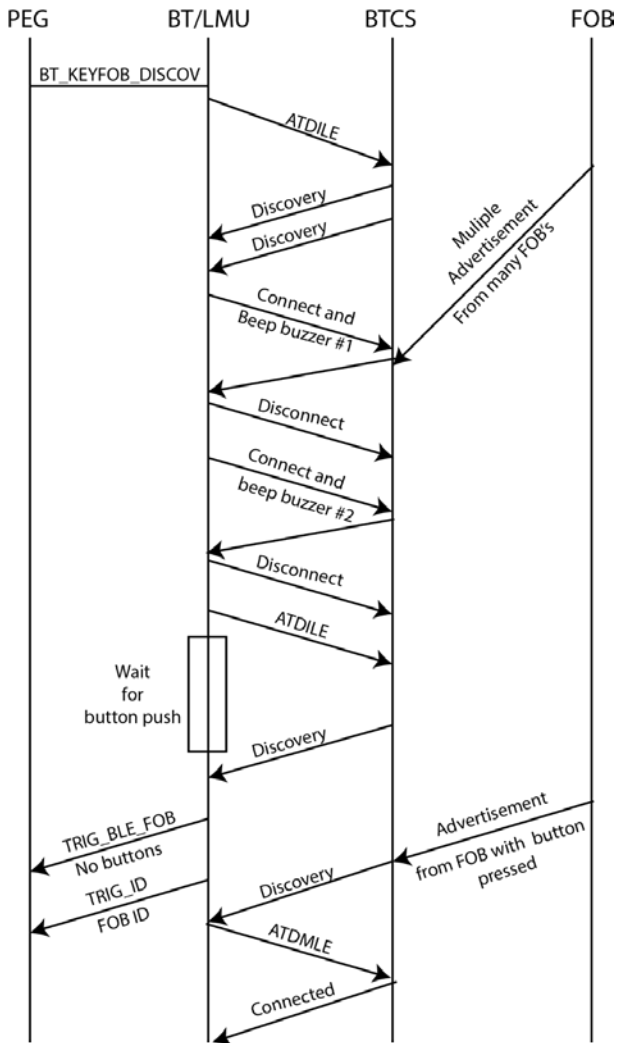 PEG
BT/LMU
BTCS
FOB
BT_KEYFOB_DISCOV
ATDILE
Discovery
Discovery
Muliple
Advertisement
From many FOB's
Connect and
Beep buzzer #1
Disconnect
Connect and
beep buzzer #2
Disconnect
ATDILE
Wait
for
button push
Discovery
TRIG_BLE_FOB
No buttons
Advertisement
from FOB with button
pressed
Discovery
TRIG_ID
FOB ID
ATDMLE
Connected